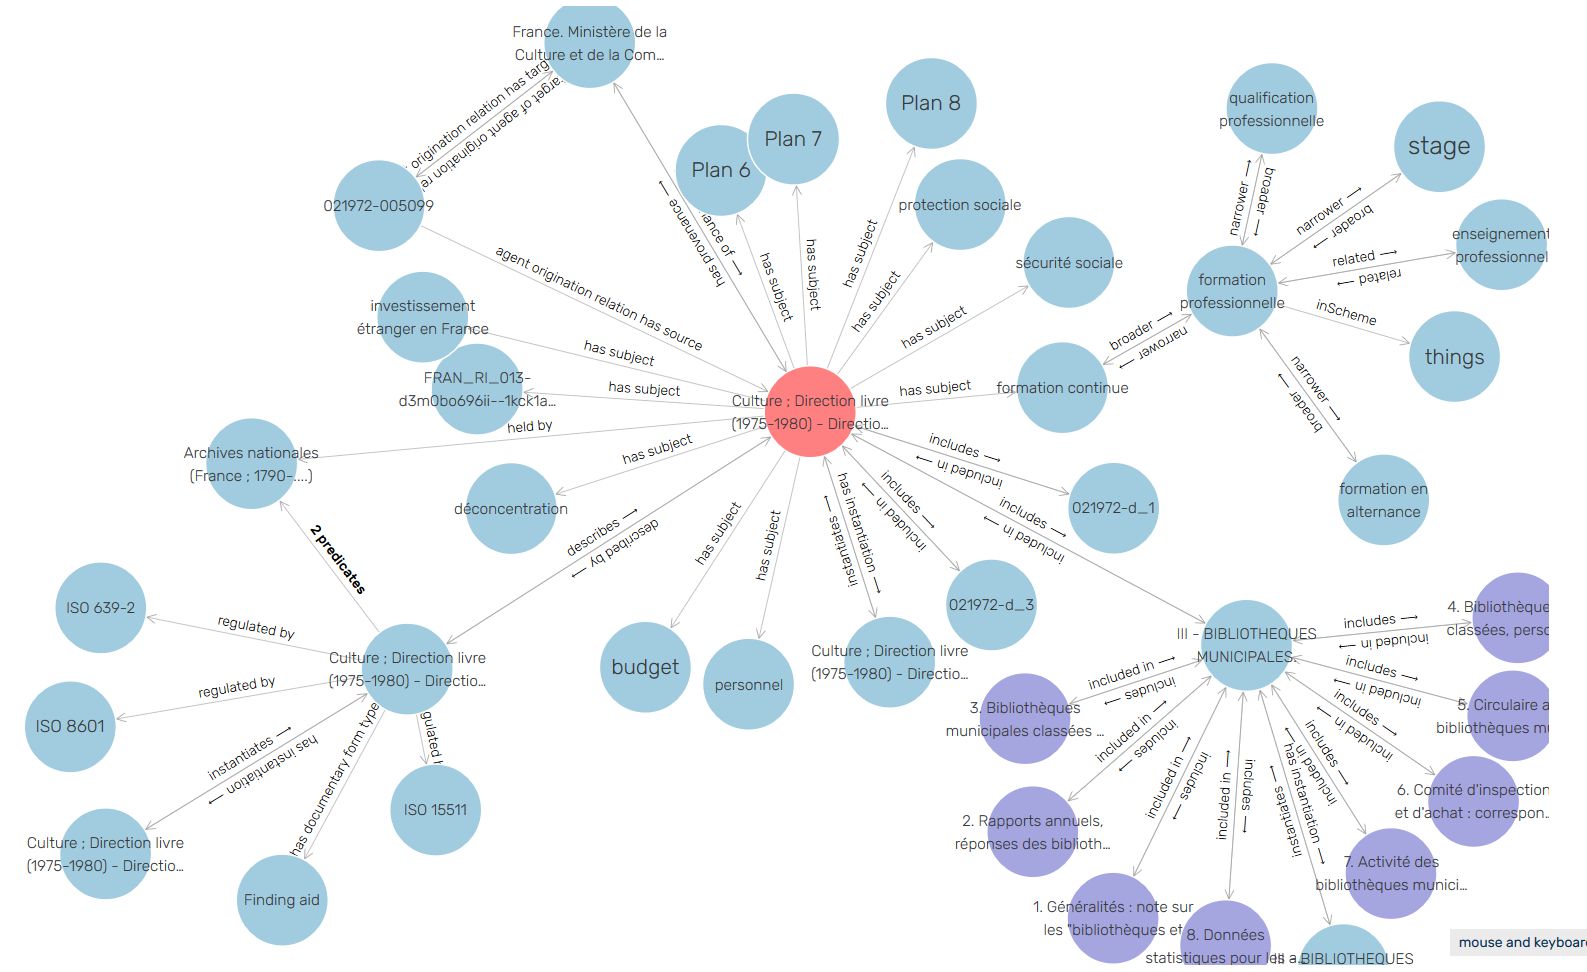 France. Ministère de la
Culture et de la Com...
origination relation has targ
arget of agent of origination re
021972-005099
Plan 6
Plan 7
Plan 8
protection sociale
sécurité sociale
qualification
professionnelle
stage
enseignement
professionnel
formation
professionnelle
things
formation continue
formation en
alternance
narrower →
broader →
narrower →
broader →
related →
related →
inScheme
broader →
narrower →
narrower →
broader →
has provenance →
nance of →
has subject
has subject
has subject
has subject
has subject
has subject
agent origination relation has source
investissement
étranger en France
has subject
FRAN_RI_013-
d3m0bo696ii--1kck1a...
has subject
Culture ; Direction livre
(1975-1980) - Directio...
held by
Archives nationales
(France ; 1790-....)
has subject
déconcentration
describes →
described by →
has subject
has subject
budget
personnel
has instantiation →
instantiates →
Culture ; Direction livre
(1975-1980) - Directio...
includes →
included in →
021972-d_3
includes →
included in →
021972-d_1
includes →
included in →
III - BIBLIOTHEQUES
MUNICIPALES.
2 predicates
ISO 639-2
regulated by
Culture ; Direction livre
(1975-1980) - Directio...
ISO 8601
regulated by
instantiates →
has instantiation →
Culture ; Direction livre
(1975-1980) - Directio...
has documentary form type
Finding aid
gulated
ISO 15511
includes →
included in →
4. Bibliothèque
classées, perso
includes →
included in →
5. Circulaire a
bibliothèques mu
includes →
included in →
6. Comité d'inspection
et d'achat : correspon..
includes →
included in →
7. Activité des
bibliothèques munici...
has instantiation →
instantiates →
III - BIBLIOTHEQUES
included in →
includes →
3. Bibliothèques
municipales classées ...
included in →
includes →
2. Rapports annuels,
réponses des biblioth...
included in →
includes →
1. Généralités : note sur
les "bibliothèques et
included in →
includes →
8. Données
statistiques pour les a...
mouse and keyboard